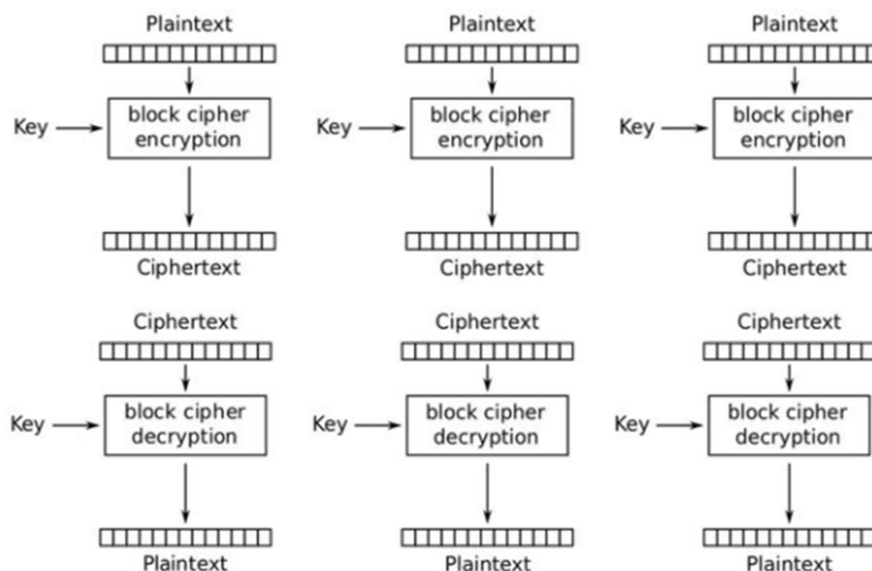 Plaintext Plaintext Plaintext
Key block cipher encryption Key block cipher encryption Key block cipher encryption
Ciphertext Ciphertext Ciphertext
Ciphertext Ciphertext Ciphertext
Key block cipher decryption Key block cipher decryption Key block cipher decryption
Plaintext Plaintext Plaintext